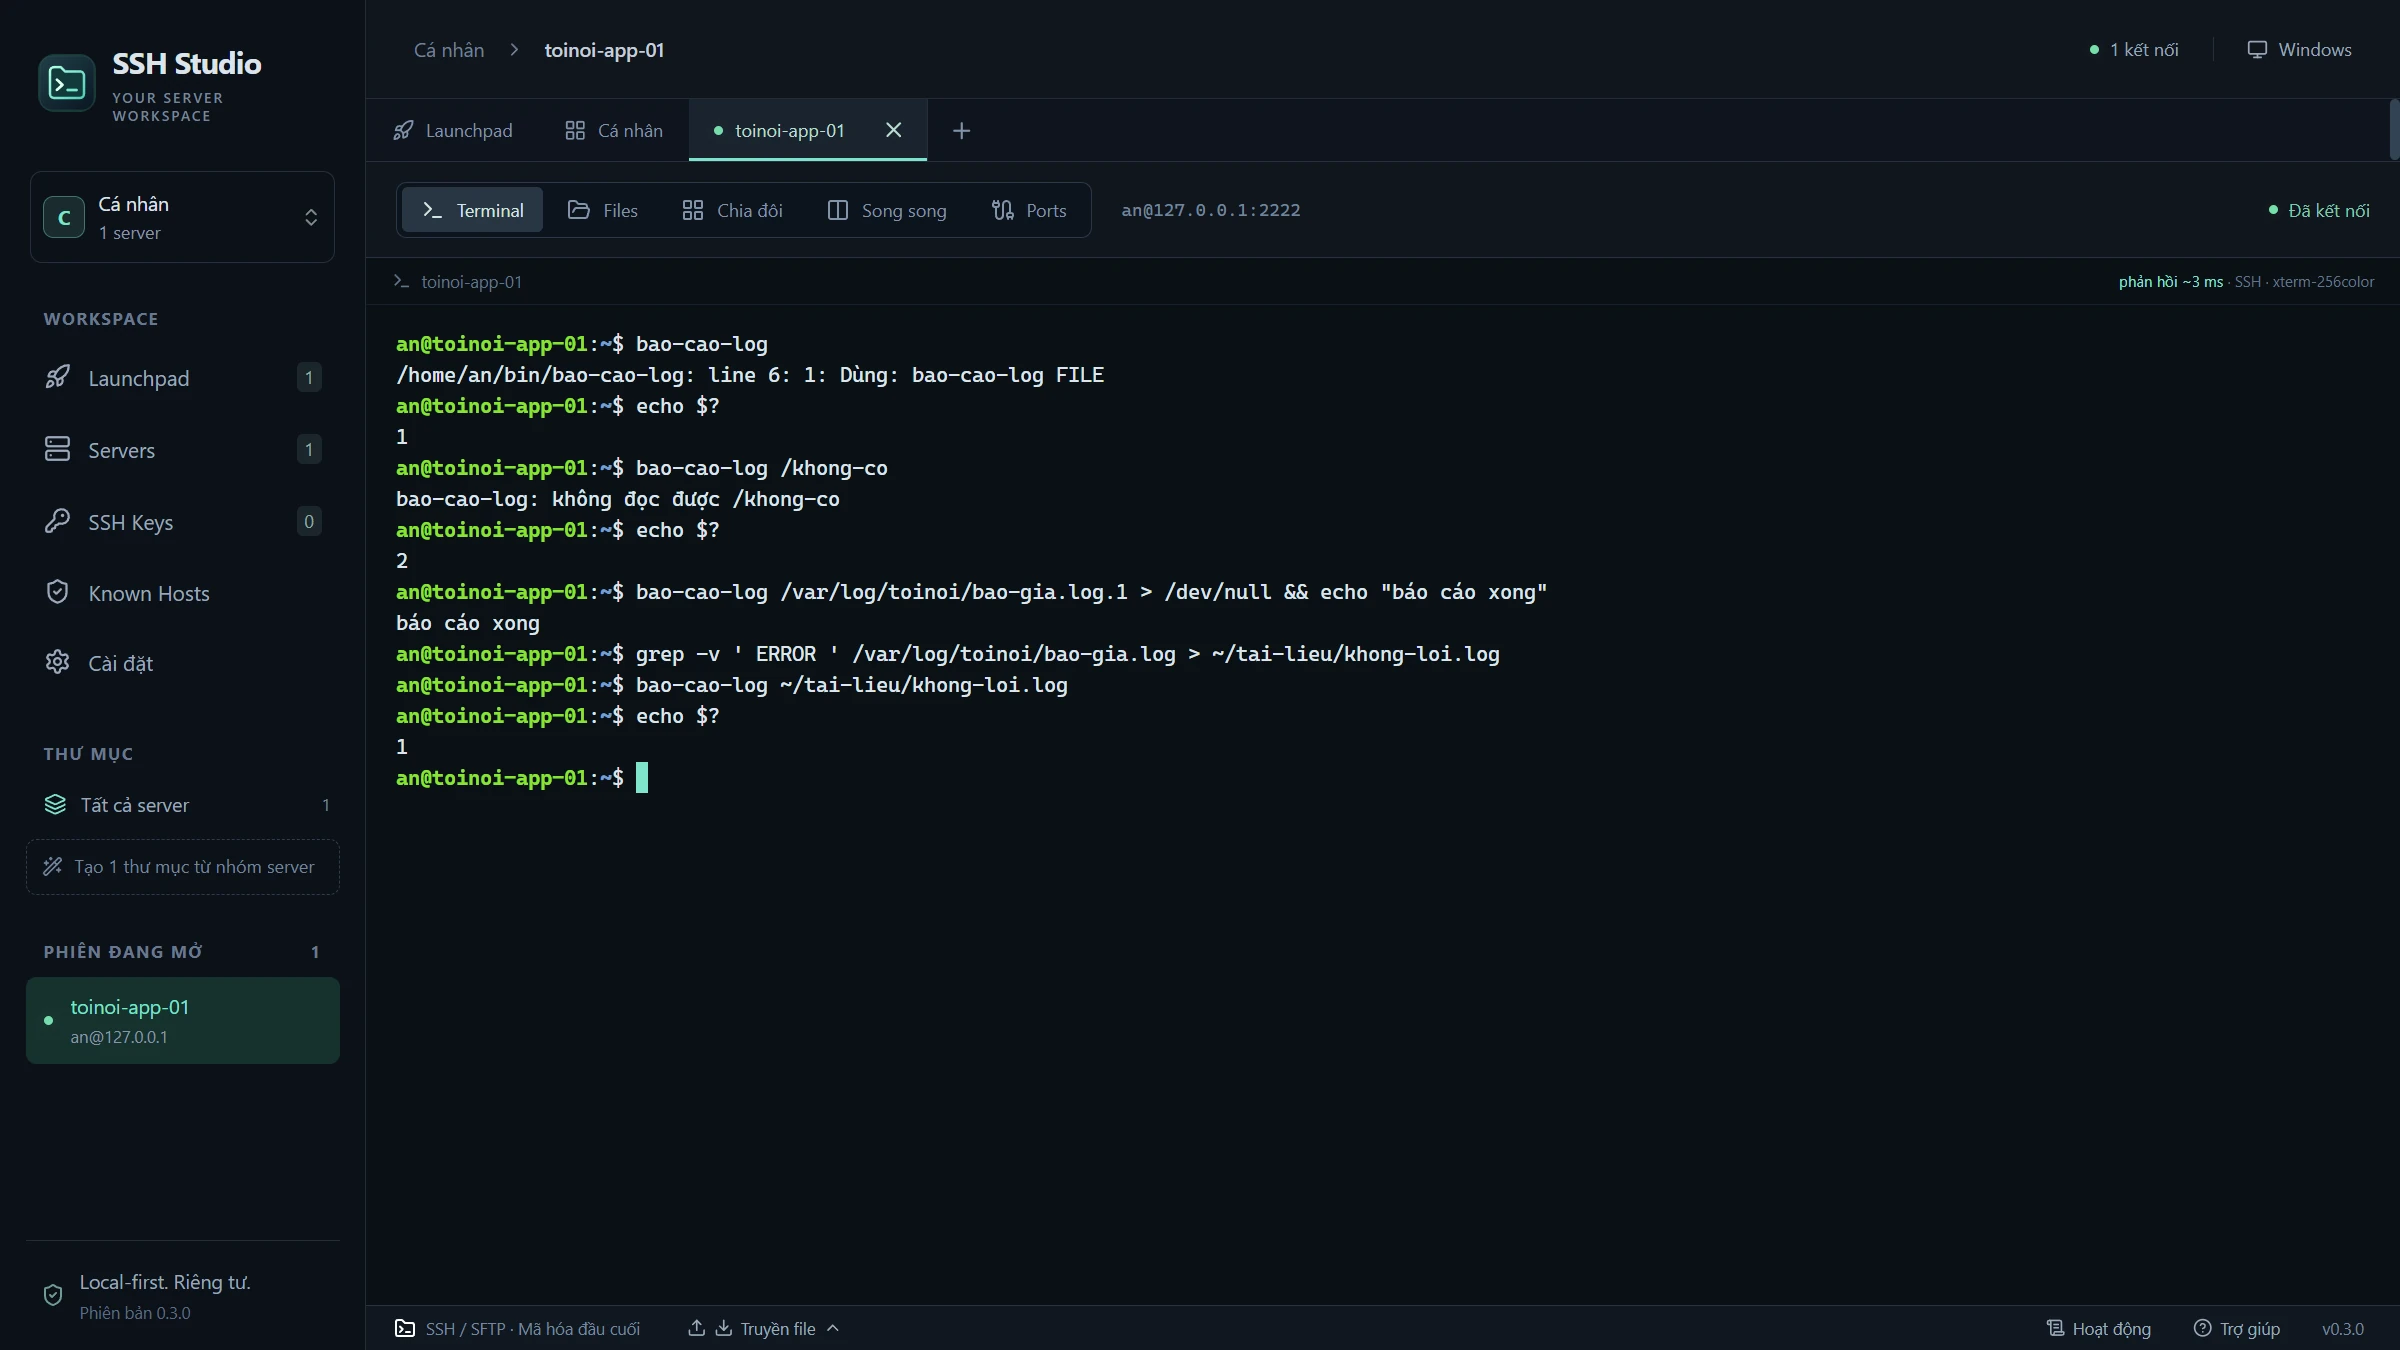 SSH Studio
YOUR SERVER
WORKSPACE
C
Cá nhân
1 server
WORKSPACE
Launchpad 1
Servers 1
SSH Keys 0
Known Hosts
Cài đặt
THƯ MỤC
Tất cả server 1
Tạo 1 thư mục từ nhóm server
PHIÊN ĐANG MỞ 1
toinoi-app-01
an@127.0.0.1
Local-first. Riêng tư.
Phiên bản 0.3.0
Cá nhân > toinoi-app-01
1 kết nối
Windows
Launchpad
Cá nhân
toinoi-app-01
Terminal
Files
Chia đôi
Song song
Ports
an@127.0.0.1:2222
Đã kết nối
toinoi-app-01
phản hồi ~3 ms · SSH · xterm-256color
an@toinoi-app-01:~$ bao-cao-log
/home/an/bin/bao-cao-log: line 6: 1: Dùng: bao-cao-log FILE
an@toinoi-app-01:~$ echo $?
1
an@toinoi-app-01:~$ bao-cao-log /khong-co
bao-cao-log: không đọc được /khong-co
an@toinoi-app-01:~$ echo $?
2
an@toinoi-app-01:~$ bao-cao-log /var/log/toinoi/bao-gia.log.1 > /dev/null && echo "báo cáo xong"
báo cáo xong
an@toinoi-app-01:~$ grep -v ' ERROR ' /var/log/toinoi/bao-gia.log > ~/tai-lieu/khong-loi.log
an@toinoi-app-01:~$ bao-cao-log ~/tai-lieu/khong-loi.log
an@toinoi-app-01:~$ echo $?
1
an@toinoi-app-01:~$
SSH / SFTP · Mã hóa đầu cuối
Truyền file
Hoạt động
Trợ giúp
v0.3.0